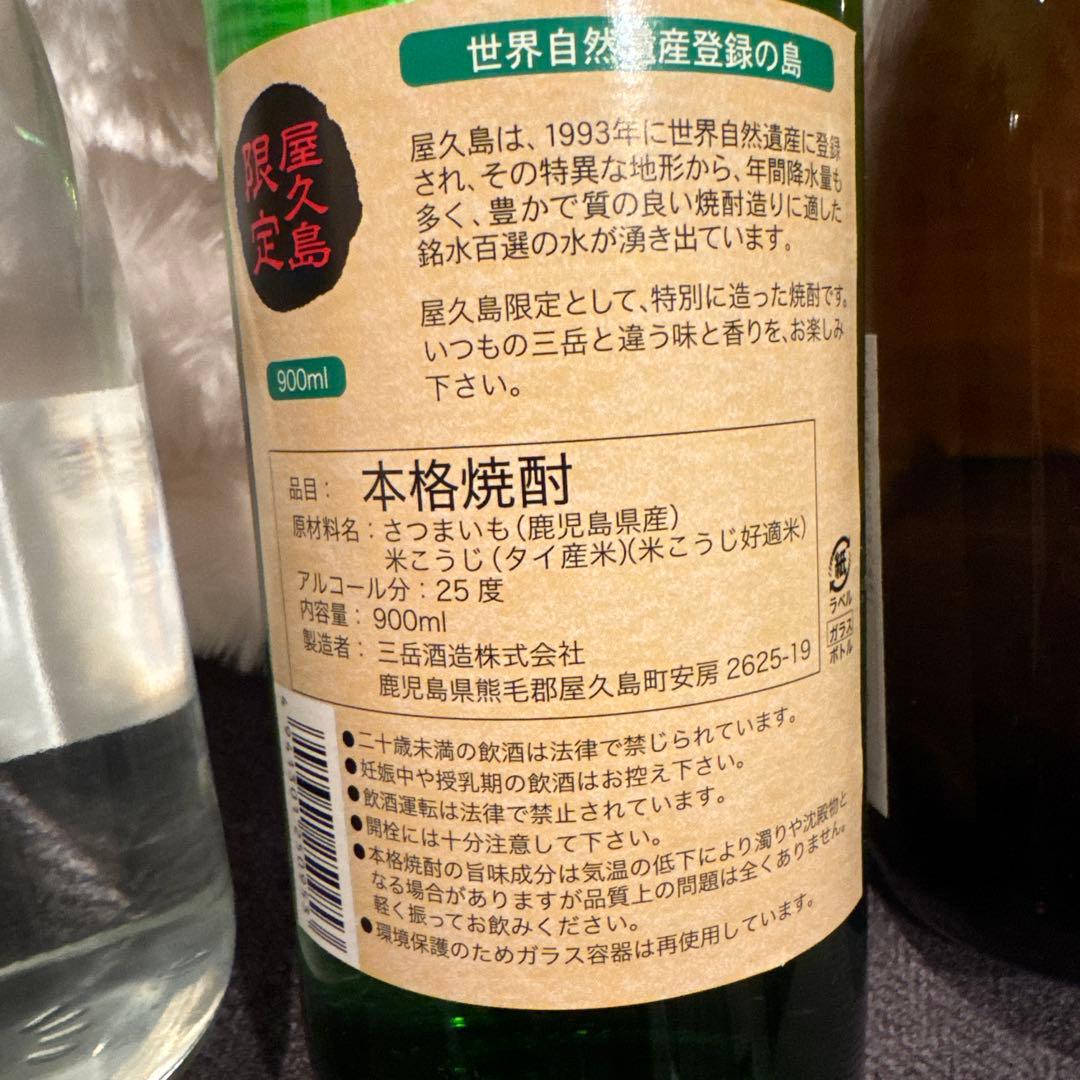 世界自然遺産登録の島
屋久島
限定
屋久島は、1993年に世界自然遺産に登録
され、その特異な地形から、年間降水量も
多く、豊かで質の良い焼酎造りに適した
銘水百選の水が湧き出ています。
屋久島限定として、特別に造った焼酎です。
いつもの三岳と違う味と香りを、お楽しみ
下さい。
900ml
品目： 本格焼酎
原材料名：さつまいも（鹿児島県産）
米こうじ（タイ産米）（米こうじ好適米）
アルコール分：25度
内容量：900ml
製造者：三岳酒造株式会社
鹿児島県熊毛郡屋久島町安房2625-19
紙
ラベル
ガラス
ボトル
●二十歳未満の飲酒は法律で禁じられています。
●妊娠中や授乳期の飲酒はお控え下さい。
●飲酒運転は法律で禁止されています。
●開栓には十分注意して下さい。
●本格焼酎の旨味成分は気温の低下により濁りや沈殿物と
なる場合がありますが品質上の問題は全くありません。
軽く振ってお飲みください。
●環境保護のためガラス容器は再使用しています。